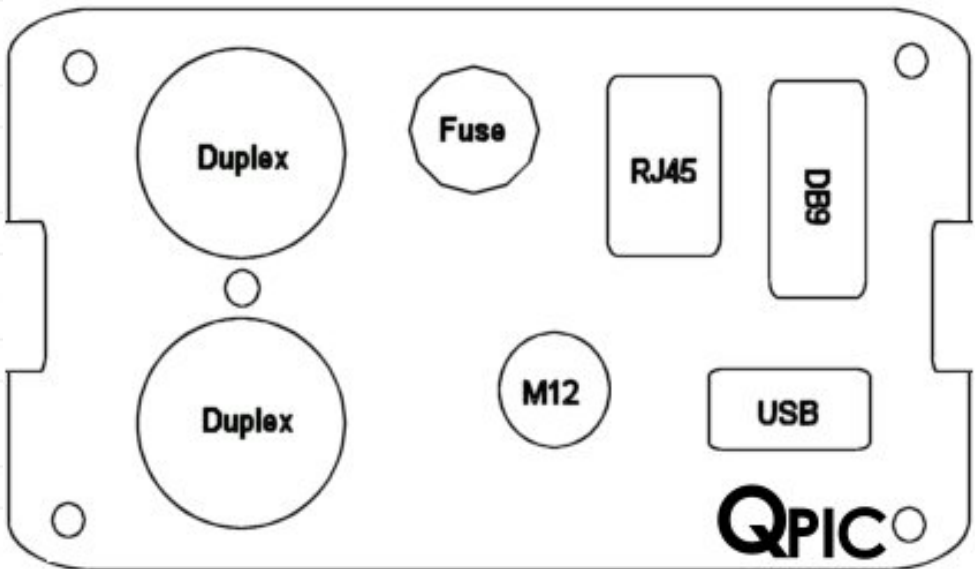 Duplex
Fuse
RJ45
DB9
Duplex
M12
USB
QPIC